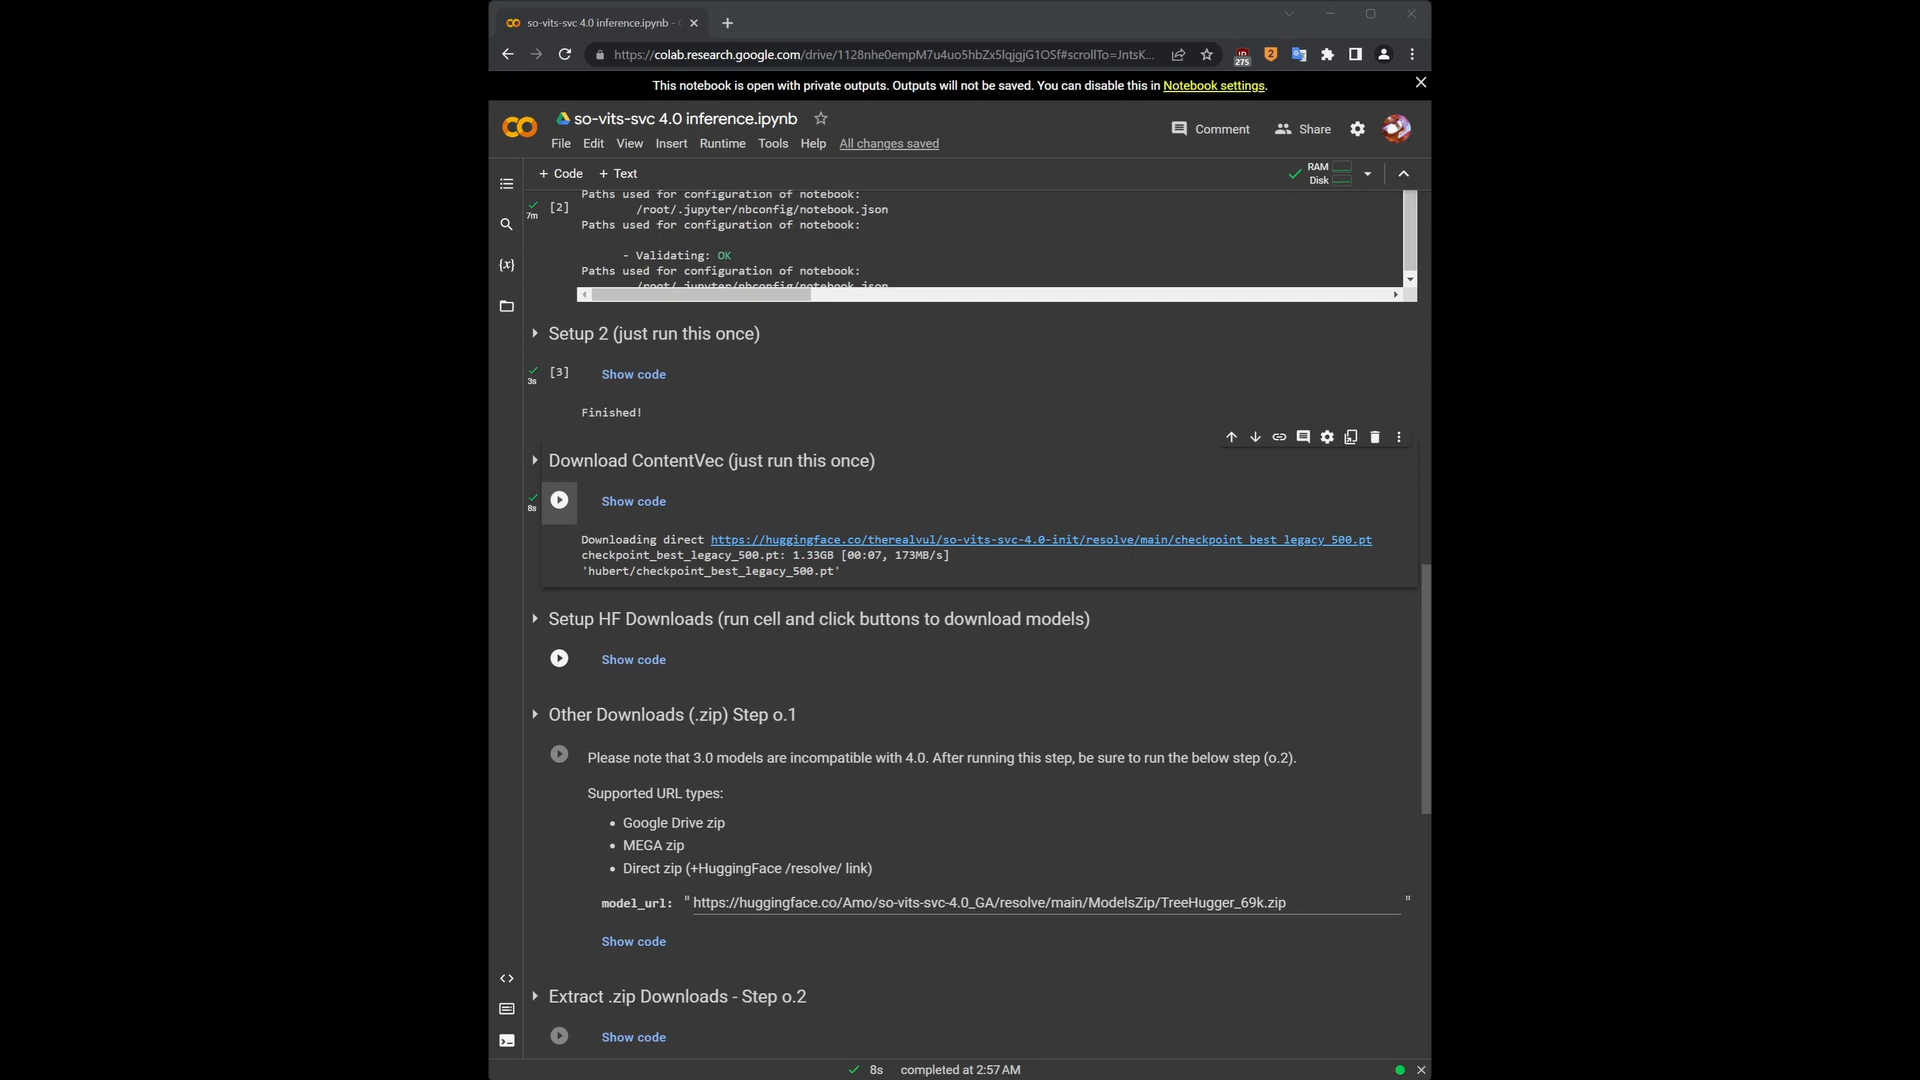 so-vits-svc 4.0 inference.ipynb -
https://colab.research.google.com/drive/1128nhe0empM7u4uo5hbZx5lqjgjG1OSf#scrollTo=JntsK...
275
2
This notebook is open with private outputs. Outputs will not be saved. You can disable this in Notebook settings.
so-vits-svc 4.0 inference.ipynb
Comment
Share
File Edit View Insert Runtime Tools Help All changes saved
+ Code + Text
RAM
Disk
Paths used for configuration of notebook:
[2]
7m
/root/.jupyter/nbconfig/notebook.json
Paths used for configuration of notebook:
- Validating: OK
Paths used for configuration of notebook:
/root/.jupyter/nbconfig/notebook.json
Setup 2 (just run this once)
[3]
3s
Show code
Finished!
Download ContentVec (just run this once)
8s
Show code
Downloading direct https://huggingface.co/therealvul/so-vits-svc-4.0-init/resolve/main/checkpoint_best_legacy_500.pt
checkpoint_best_legacy_500.pt: 1.33GB [00:07, 173MB/s]
'hubert/checkpoint_best_legacy_500.pt'
Setup HF Downloads (run cell and click buttons to download models)
Show code
Other Downloads (.zip) Step o.1
Please note that 3.0 models are incompatible with 4.0. After running this step, be sure to run the below step (o.2).
Supported URL types:
• Google Drive zip
• MEGA zip
• Direct zip (+HuggingFace /resolve/ link)
model_url: "https://huggingface.co/Amo/so-vits-svc-4.0_GA/resolve/main/ModelsZip/TreeHugger_69k.zip"
Show code
Extract .zip Downloads - Step o.2
Show code
8s completed at 2:57 AM